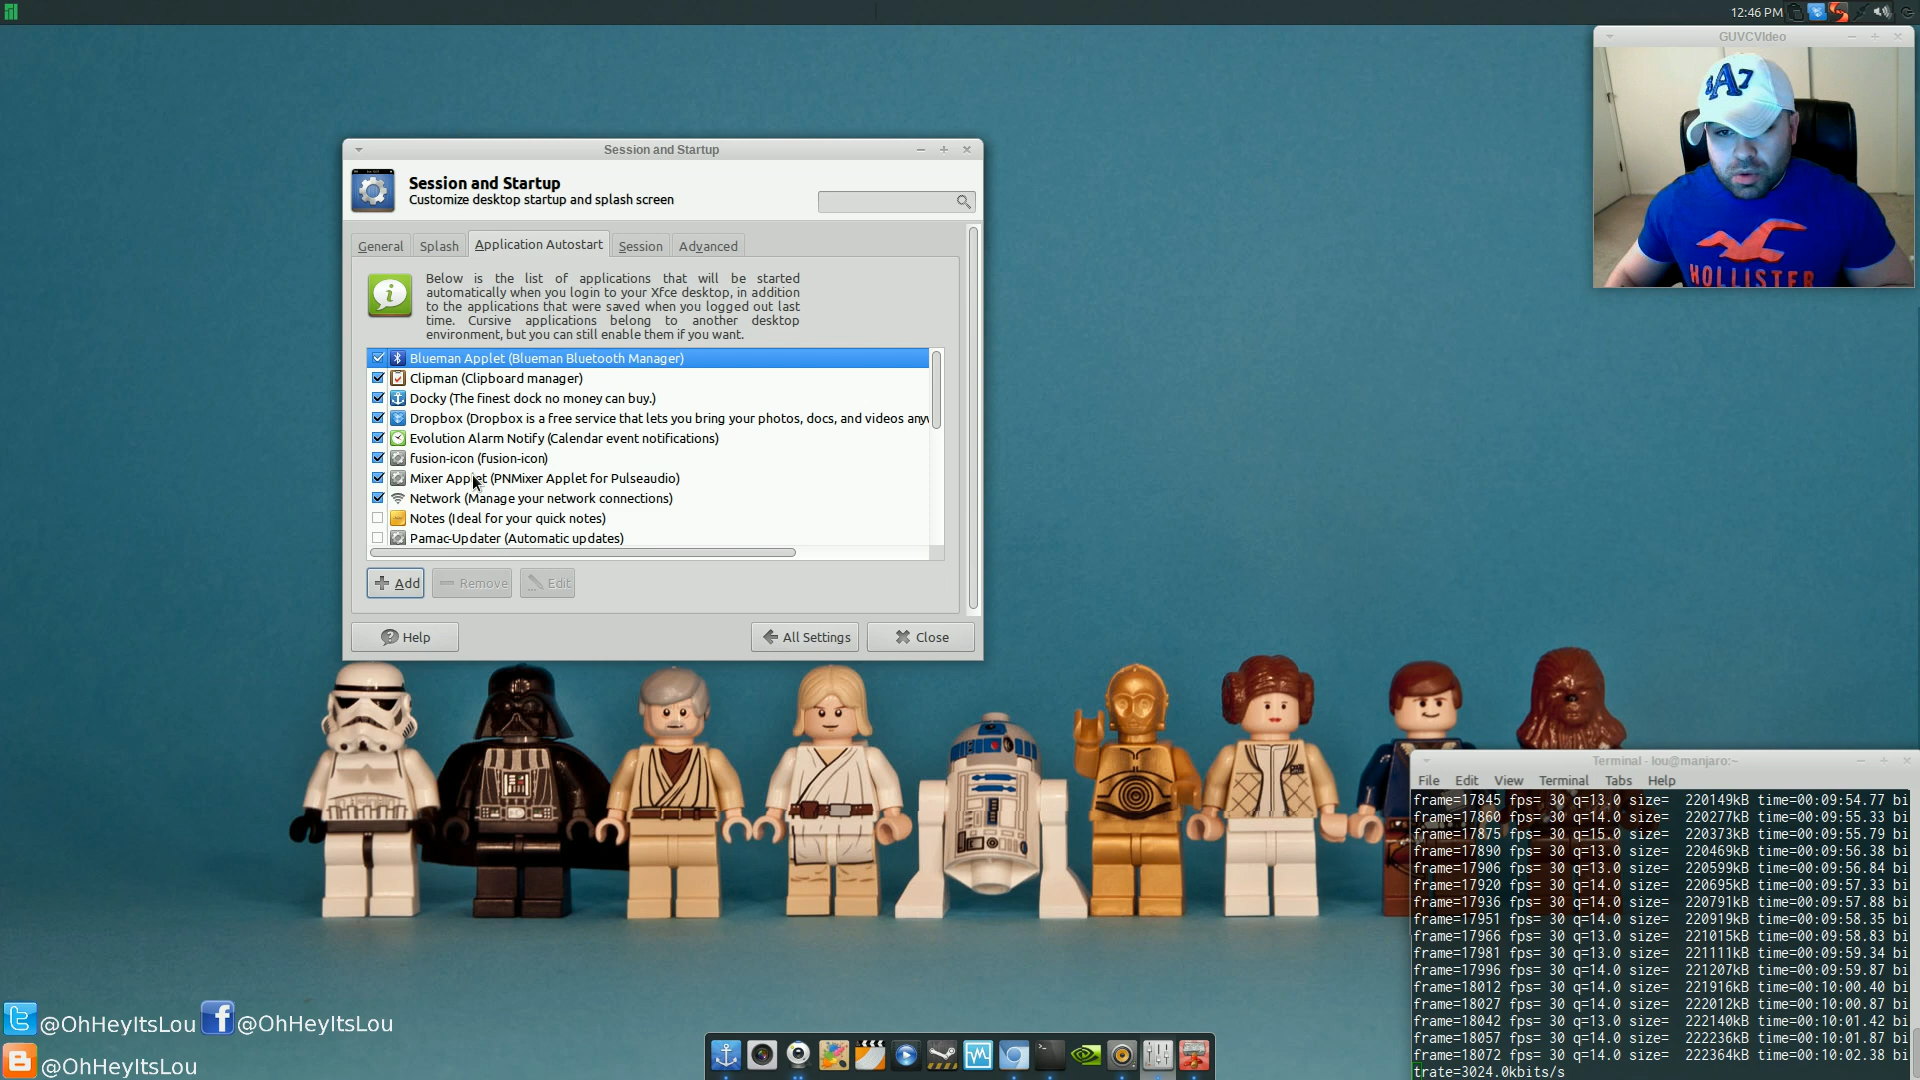 12:46 PM
GUVCVideo
A7
HOLLISTER
Session and Startup
Session and Startup
Customize desktop startup and splash screen
General Splash Application Autostart Session Advanced
Below is the list of applications that will be started
automatically when you login to your Xfce desktop, in addition
to the applications that were saved when you logged out last
time. Cursive applications belong to another desktop
environment, but you can still enable them if you want.
Blueman Applet (Blueman Bluetooth Manager)
Clipman (Clipboard manager)
Docky (The finest dock no money can buy.)
Dropbox (Dropbox is a free service that lets you bring your photos, docs, and videos anyw
Evolution Alarm Notify (Calendar event notifications)
fusion-icon (fusion-icon)
Mixer Applet (PNMixer Applet for Pulseaudio)
Network (Manage your network connections)
Notes (Ideal for your quick notes)
Pamac-Updater (Automatic updates)
Add Remove Edit
Help All Settings Close
Terminal - lou@manjaro:~
File Edit View Terminal Tabs Help
frame=17845 fps= 30 q=13.0 size= 220149kB time=00:09:54.77 bi
frame=17860 fps= 30 q=14.0 size= 220277kB time=00:09:55.33 bi
frame=17875 fps= 30 q=15.0 size= 220373kB time=00:09:55.79 bi
frame=17890 fps= 30 q=13.0 size= 220469kB time=00:09:56.38 bi
frame=17906 fps= 30 q=13.0 size= 220599kB time=00:09:56.84 bi
frame=17920 fps= 30 q=14.0 size= 220695kB time=00:09:57.33 bi
frame=17936 fps= 30 q=14.0 size= 220791kB time=00:09:57.88 bi
frame=17951 fps= 30 q=14.0 size= 220919kB time=00:09:58.35 bi
frame=17966 fps= 30 q=13.0 size= 221015kB time=00:09:58.83 bi
frame=17981 fps= 30 q=13.0 size= 221111kB time=00:09:59.34 bi
frame=17996 fps= 30 q=14.0 size= 221207kB time=00:09:59.87 bi
frame=18012 fps= 30 q=14.0 size= 221916kB time=00:10:00.40 bi
frame=18027 fps= 30 q=14.0 size= 222012kB time=00:10:00.87 bi
frame=18042 fps= 30 q=13.0 size= 222140kB time=00:10:01.42 bi
frame=18057 fps= 30 q=14.0 size= 222236kB time=00:10:01.87 bi
frame=18072 fps= 30 q=14.0 size= 222364kB time=00:10:02.38 bi
trate=3024.0kbits/s
@OhHeyItsLou @OhHeyItsLou
@OhHeyItsLou